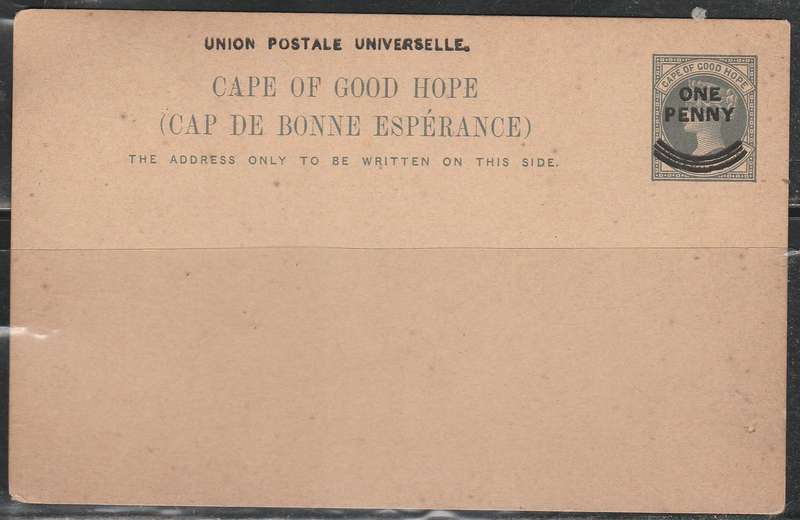 UNION POSTALE UNIVERSELLE.
CAPE OF GOOD HOPE
(CAP DE BONNE ESPÉRANCE)
THE ADDRESS ONLY TO BE WRITTEN ON THIS SIDE.
CAPE OF GOOD HOPE
ONE
PENNY